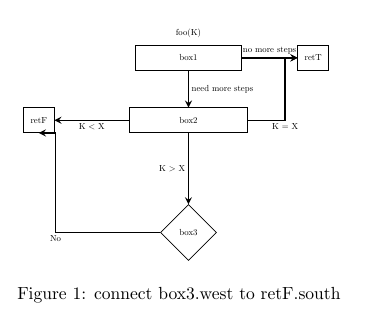 foo(K)
box1
no more steps
retT
need more steps
retF
K < X
box2
K = X
K > X
box3
No
Figure 1: connect box3.west to retF.south